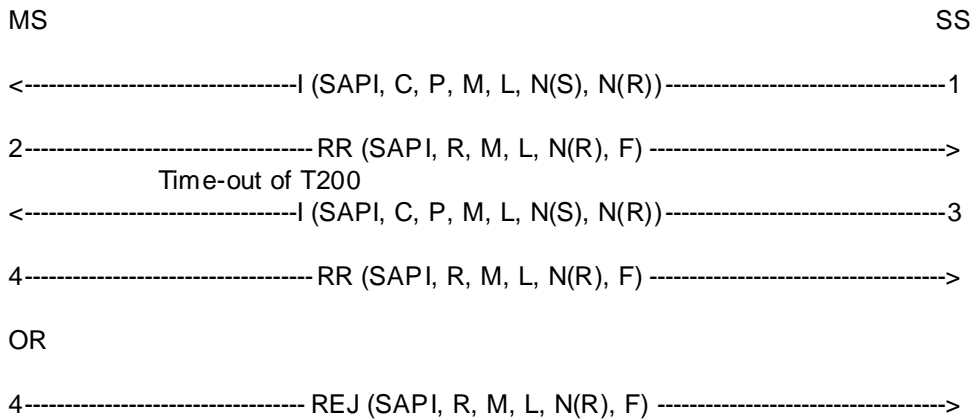 MS SS
<----------------------------------I (SAPI, C, P, M, L, N(S), N(R))-----------------------------------1
2------------------------------------ RR (SAPI, R, M, L, N(R), F) ------------------------------------->
Time-out of T200
<----------------------------------I (SAPI, C, P, M, L, N(S), N(R))-----------------------------------3
4------------------------------------ RR (SAPI, R, M, L, N(R), F) ------------------------------------->
OR
4----------------------------------- REJ (SAPI, R, M, L, N(R), F) ------------------------------------>